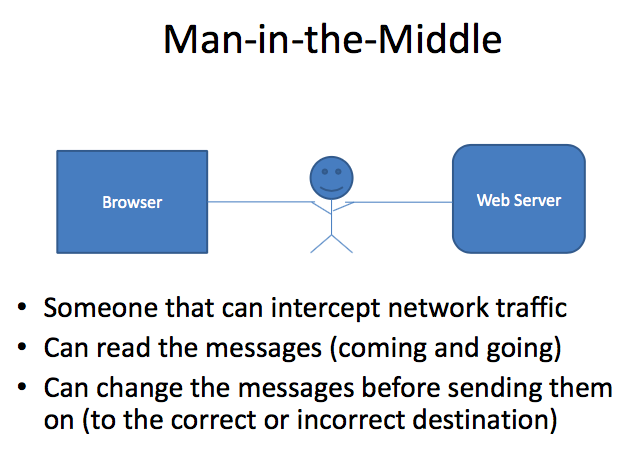 Man-in-the-Middle
Browser
Web Server
• Someone that can intercept network traffic
• Can read the messages (coming and going)
• Can change the messages before sending them
on (to the correct or incorrect destination)